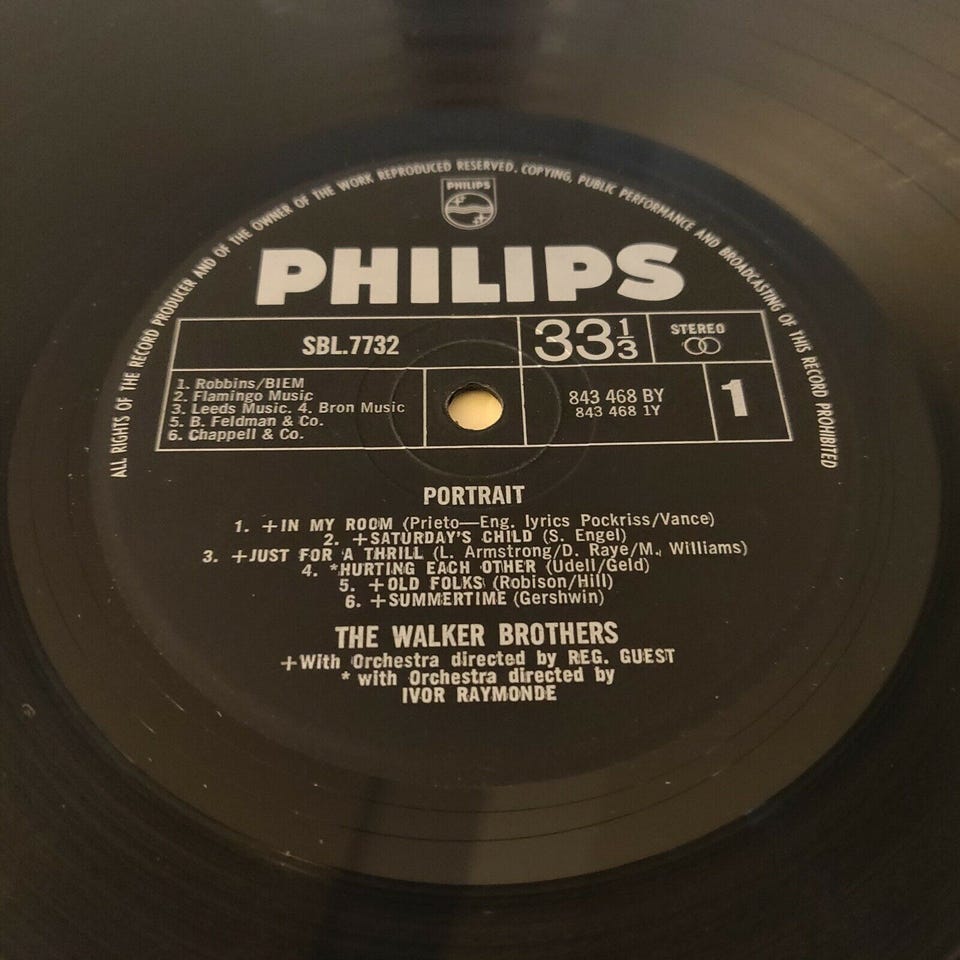 ALL RIGHTS OF THE RECORD PRODUCER AND OF THE OWNER OF THE WORK REPRODUCED RESERVED. COPYING, PUBLIC PERFORMANCE AND BROADCASTING OF THIS RECORD PROHIBITED
PHILIPS
PHILIPS
SBL.7732
33 1/3
STEREO
1. Robbins/BIEM
2. Flamingo Music
3. Leeds Music. 4. Bron Music
5. B. Feldman & Co.
6. Chappell & Co.
843 468 BY
843 468 1Y
1
PORTRAIT
1. +IN MY ROOM (Prieto—Eng. lyrics Pockriss/Vance)
2. +SATURDAY'S CHILD (S. Engel)
3. +JUST FOR A THRILL (L. Armstrong/D. Raye/M. Williams)
4. *HURTING EACH OTHER (Udell/Geld)
5. +OLD FOLKS (Robison/Hill)
6. +SUMMERTIME (Gershwin)
THE WALKER BROTHERS
+With Orchestra directed by REG. GUEST
* with Orchestra directed by
IVOR RAYMONDE